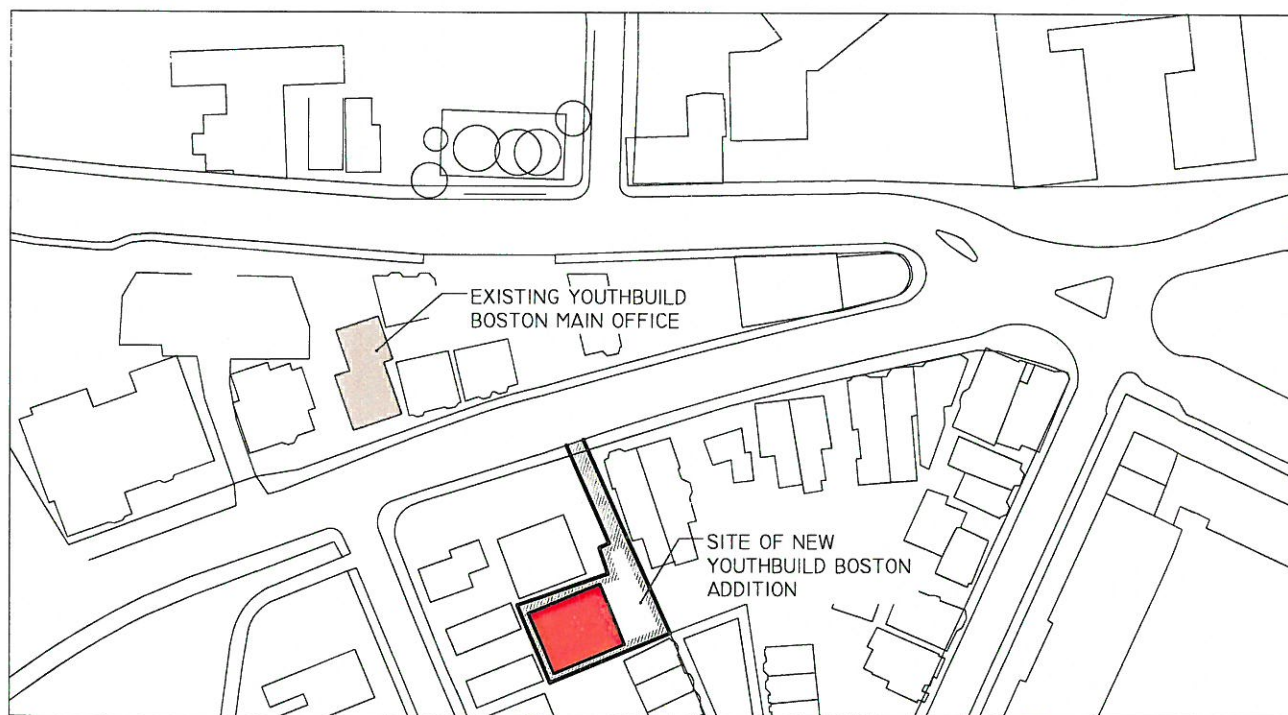 EXISTING YOUTHBUILD
BOSTON MAIN OFFICE
SITE OF NEW
YOUTHBUILD BOSTON
ADDITION